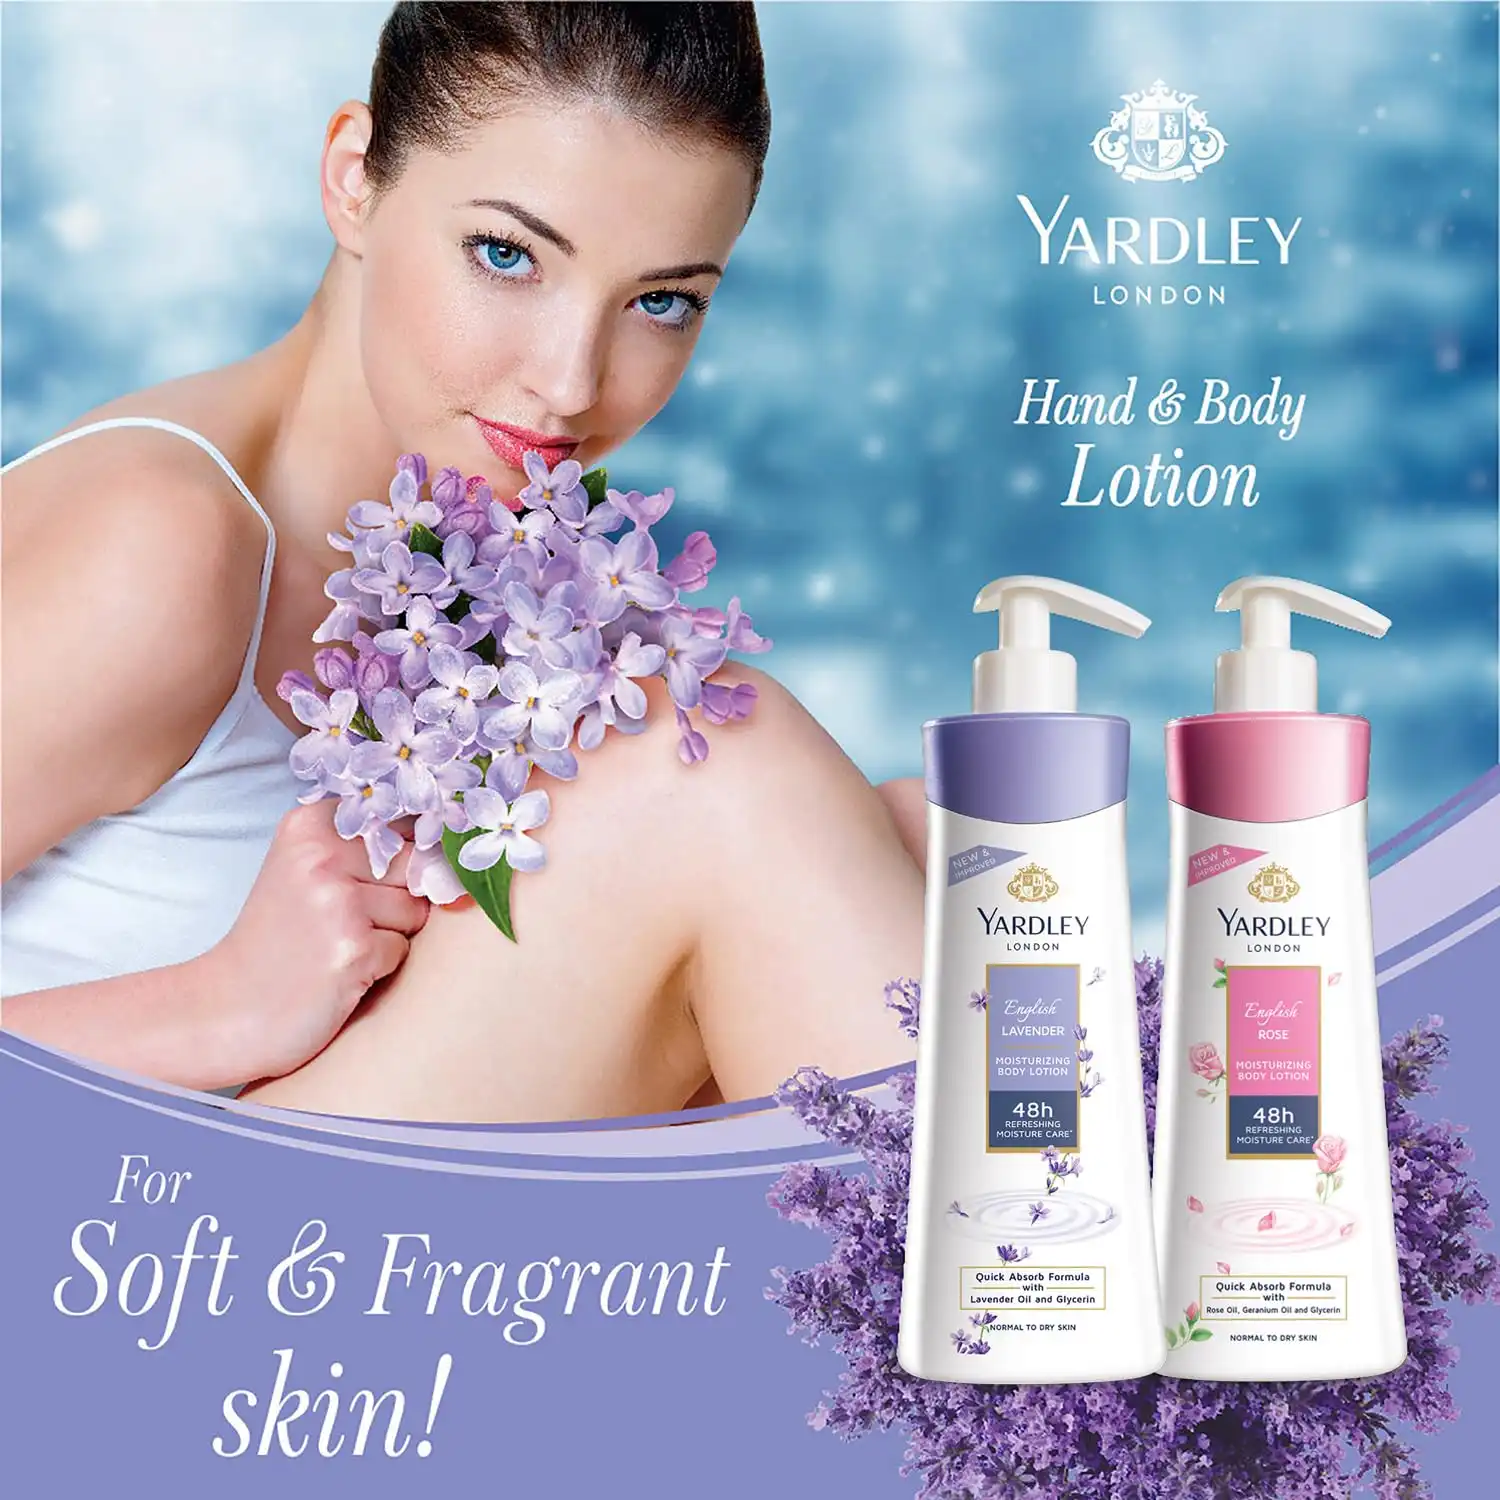 YARDLEY
LONDON
Hand & Body
Lotion
NEW &
IMPROVED
YARDLEY
LONDON
English
LAVENDER
MOISTURIZING
BODY LOTION
48h
REFRESHING
MOISTURE CARE*
Quick Absorb Formula
with
Lavender Oil and Glycerin
NORMAL TO DRY SKIN
NEW &
IMPROVED
YARDLEY
LONDON
English
ROSE
MOISTURIZING
BODY LOTION
48h
REFRESHING
MOISTURE CARE*
Quick Absorb Formula
with
Rose Oil, Geranium Oil and Glycerin
NORMAL TO DRY SKIN
For
Soft & Fragrant
skin!